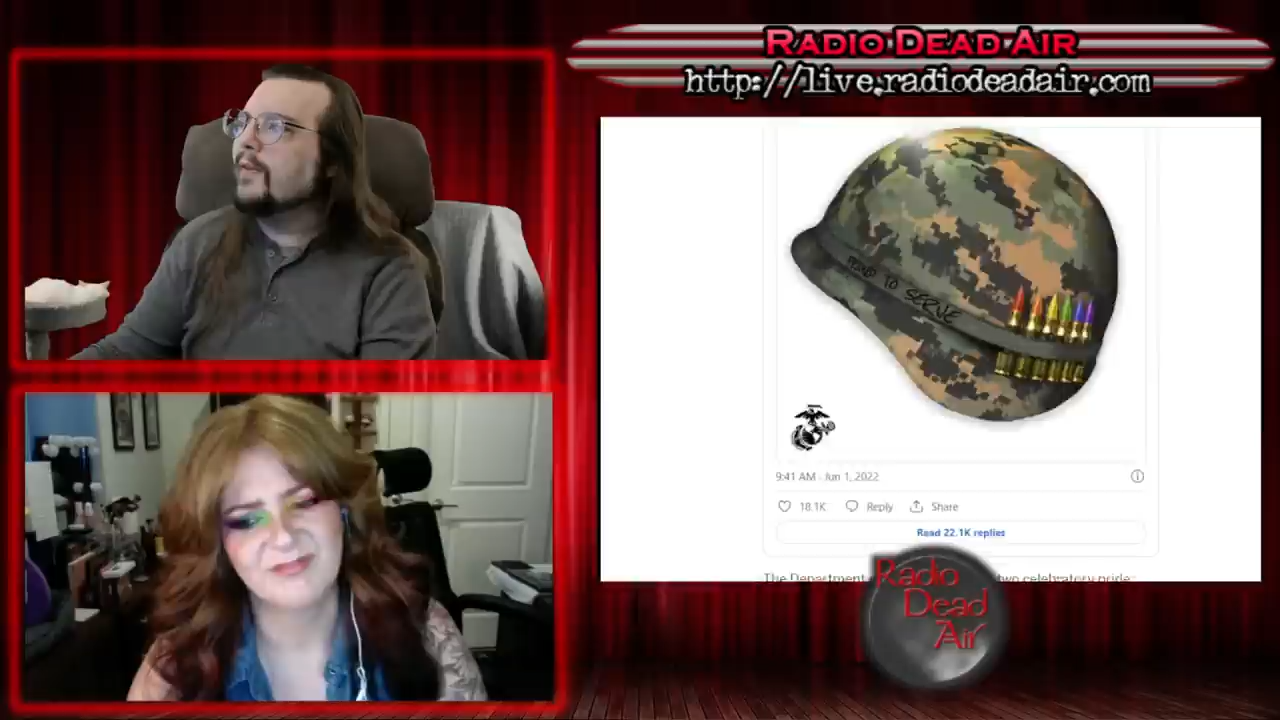 RADIO DEAD AIR
http://live.radiodeadair.com
TO SERVE
9:41 AM · Jun 1, 2022
18.1K Reply Share
Read 22.1K replies
The Department two celebratory pride
Radio
Dead
Air